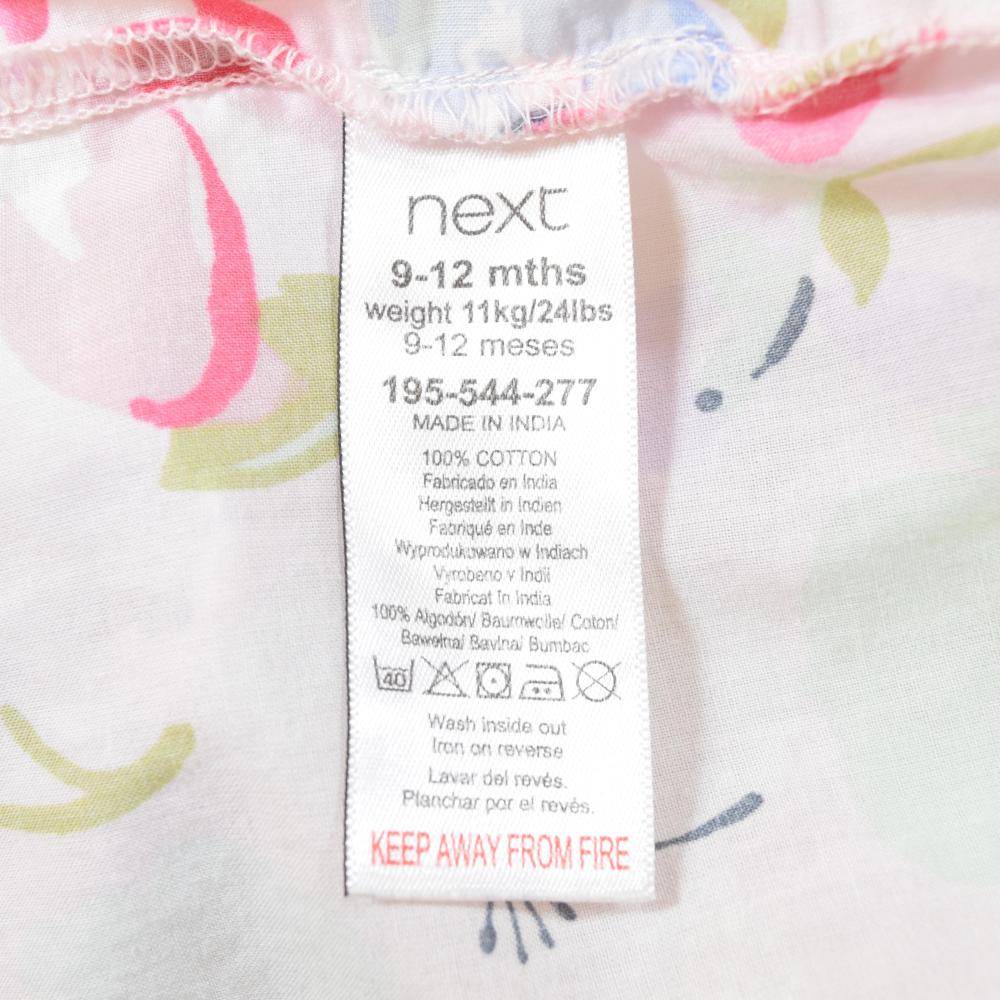 next
9-12 mths
weight 11kg/24lbs
9-12 meses
195-544-277
MADE IN INDIA
100% COTTON
Fabricado en India
Hergestellt in Indien
Fabriqué en Inde
Wyprodukowano w Indiach
Vyrobeno v Indii
Fabricat în India
100% Algodón/ Baumwolle/ Coton/
Bawełna/ Bavlna/ Bumbac
40
Wash inside out
Iron on reverse
Lavar del revés.
Planchar por el revés.
KEEP AWAY FROM FIRE